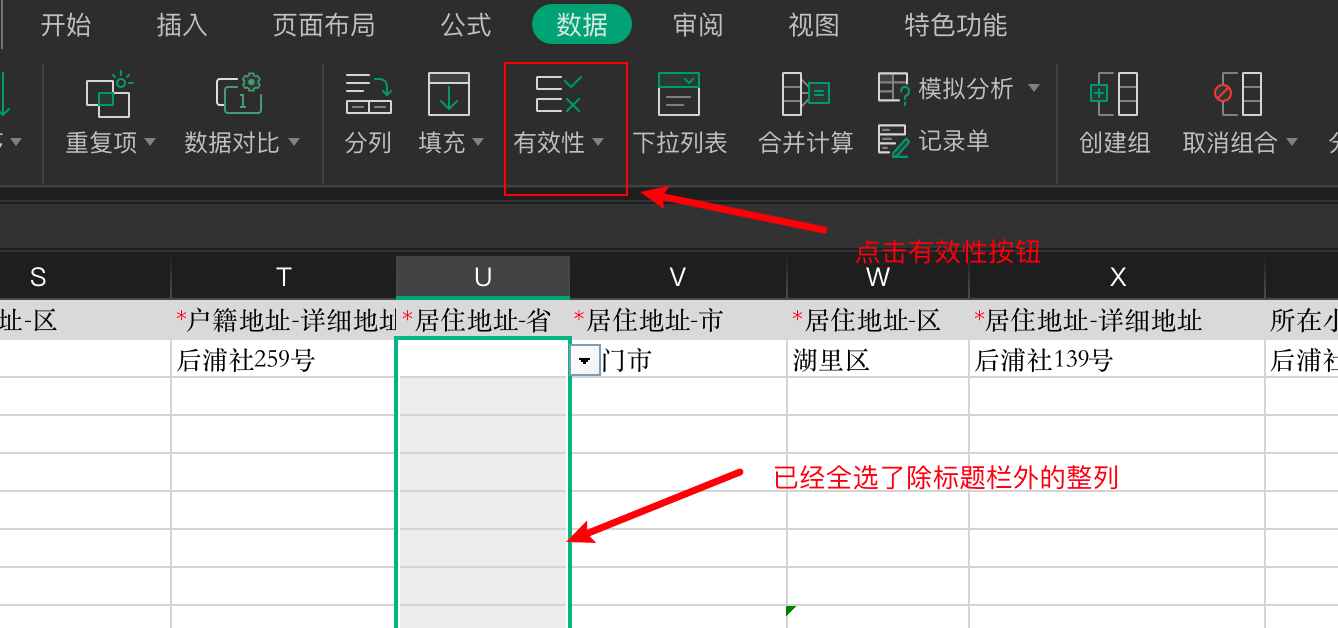 开始 插入 页面布局 公式 数据 审阅 视图 特色功能
模拟分析
重复项 数据对比 分列 填充 有效性 下拉列表 合并计算 记录单 创建组 取消组合
点击有效性按钮
S T U V W X
址-区 *户籍地址-详细地址 *居住地址-省 *居住地址-市 *居住地址-区 *居住地址-详细地址 所在小
后浦社259号 门市 湖里区 后浦社139号 后浦社
已经全选了除标题栏外的整列